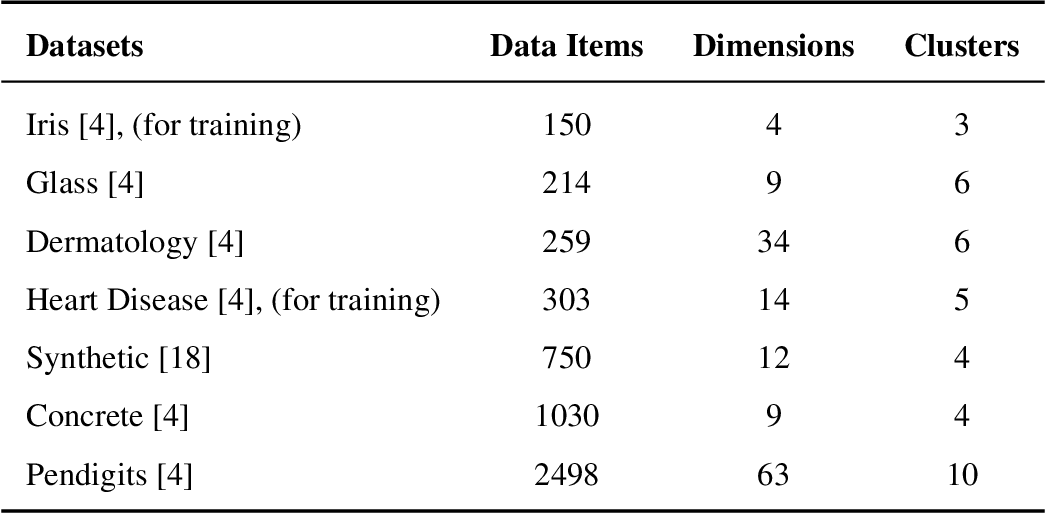 Datasets Data Items Dimensions Clusters
Iris [4], (for training) 150 4 3
Glass [4] 214 9 6
Dermatology [4] 259 34 6
Heart Disease [4], (for training) 303 14 5
Synthetic [18] 750 12 4
Concrete [4] 1030 9 4
Pendigits [4] 2498 63 10